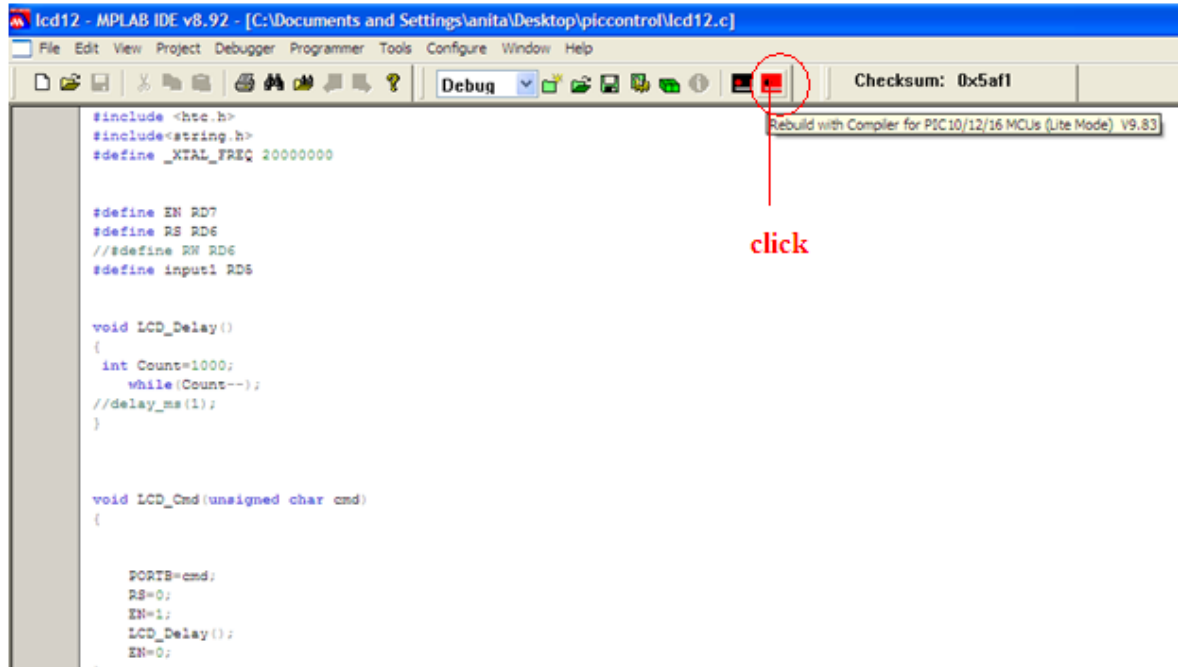 lcd12 - MPLAB IDE v8.92 - [C:\Documents and Settings\anita\Desktop\piccontrol\lcd12.c]
File Edit View Project Debugger Programmer Tools Configure Window Help
Debug Checksum: 0x5af1
#include <htc.h>
Rebuild with Compiler for PIC10/12/16 MCUs (Lite Mode) V9.83
#include<string.h>
#define _XTAL_FREQ 20000000
#define EN RD7
#define RS RD6
//#define RW RD6
click
#define input1 RD5
void LCD_Delay()
{
int Count=1000;
while(Count--);
//delay_ms(1);
}
void LCD_Cmd(unsigned char cmd)
{
PORTB=cmd;
RS=0;
EN=1;
LCD_Delay();
EN=0;